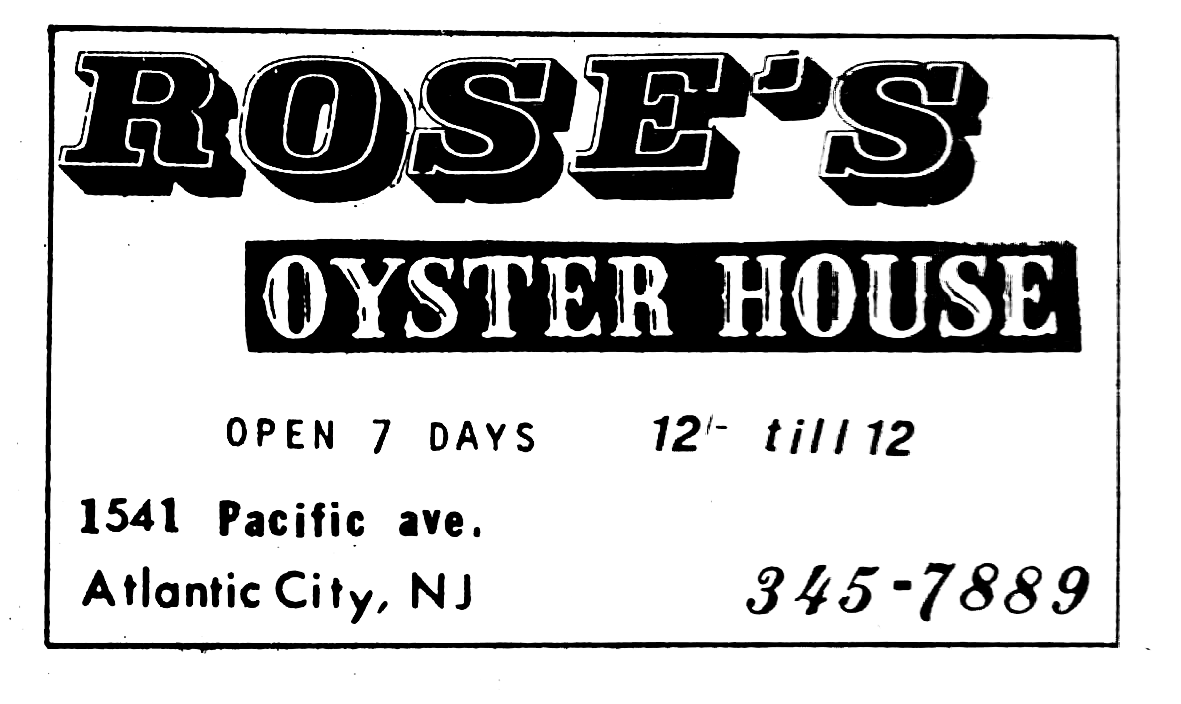 ROSE'S
OYSTER HOUSE
OPEN 7 DAYS 12/- till 12
1541 Pacific ave.
Atlantic City, NJ
345-7889